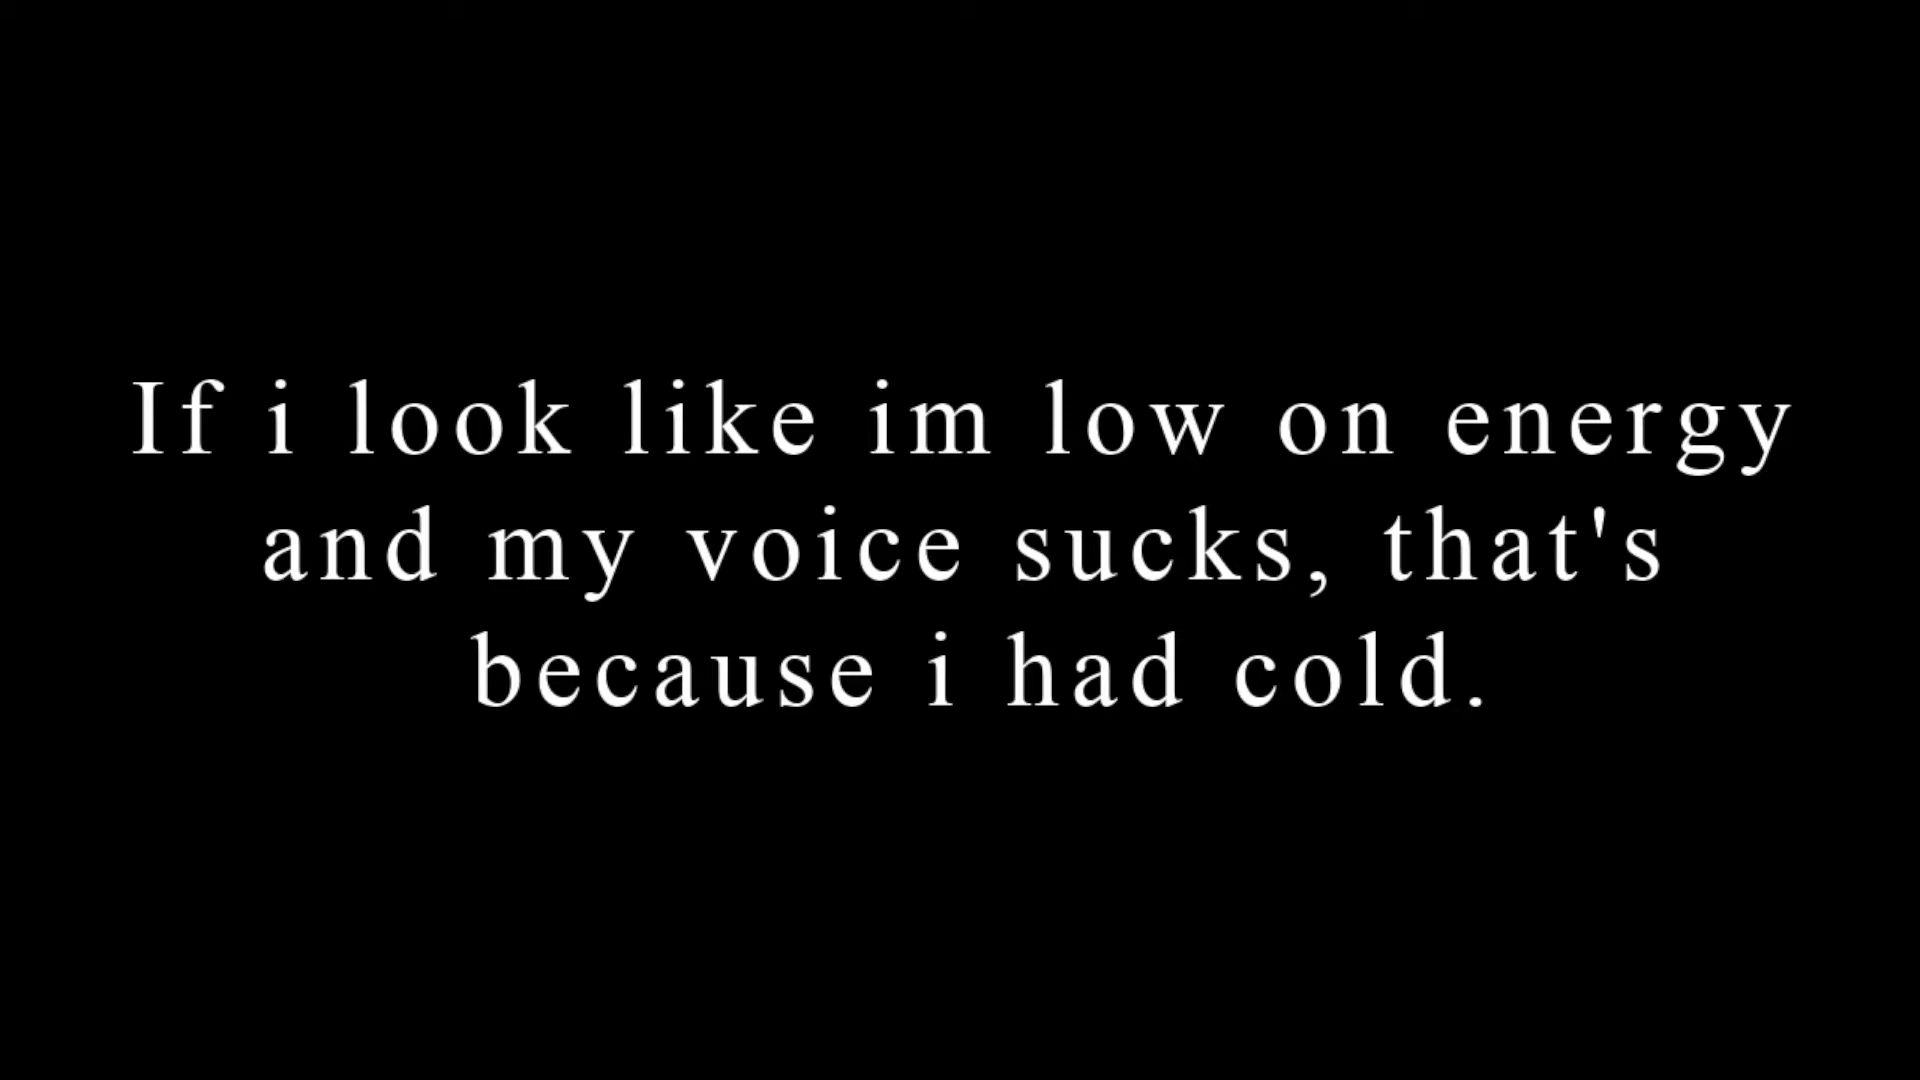 If i look like im low on energy
and my voice sucks, that's
because i had cold.